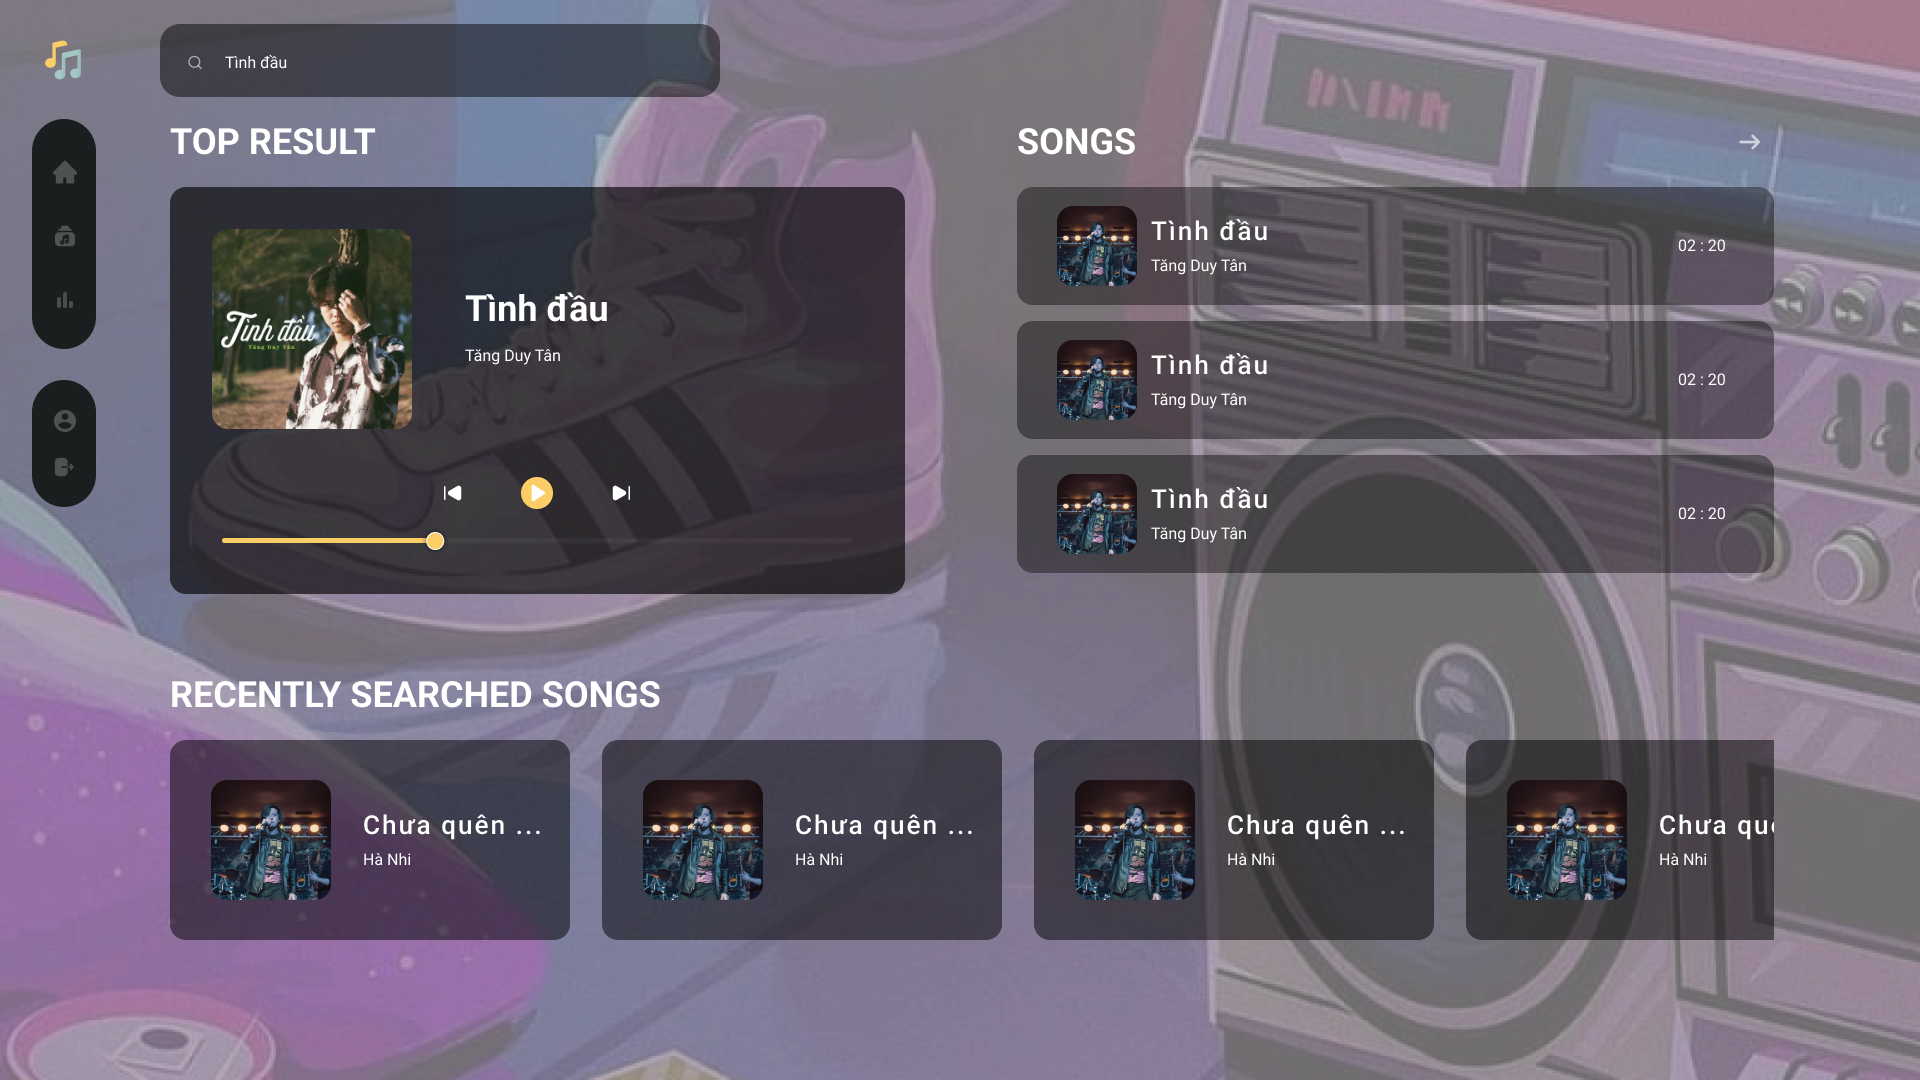 Tình đầu
TOP RESULT
Tình đầu
Tăng Duy Tân
Tình đầu
Tăng Duy Tân
SONGS
Tình đầu
Tăng Duy Tân
02 : 20
Tình đầu
Tăng Duy Tân
02 : 20
Tình đầu
Tăng Duy Tân
02 : 20
RECENTLY SEARCHED SONGS
Chưa quên ...
Hà Nhi
Chưa quên ...
Hà Nhi
Chưa quên ...
Hà Nhi
Chưa quê
Hà Nhi